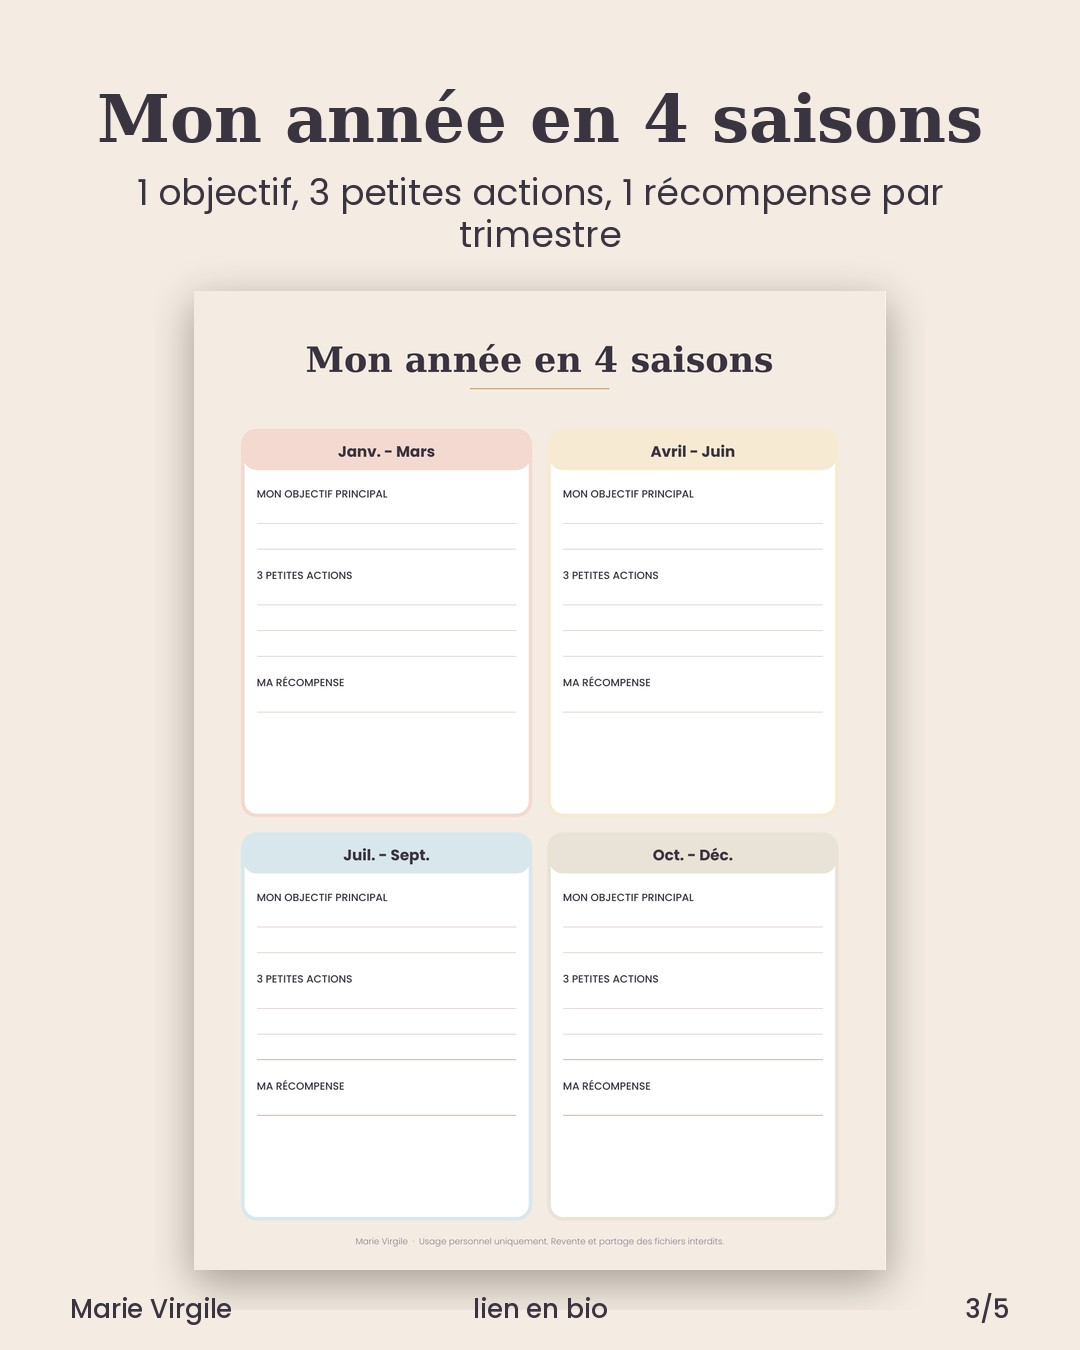 Mon année en 4 saisons
1 objectif, 3 petites actions, 1 récompense par
trimestre
Mon année en 4 saisons
Janv. - Mars
MON OBJECTIF PRINCIPAL
3 PETITES ACTIONS
MA RÉCOMPENSE
Avril - Juin
MON OBJECTIF PRINCIPAL
3 PETITES ACTIONS
MA RÉCOMPENSE
Juil. - Sept.
MON OBJECTIF PRINCIPAL
3 PETITES ACTIONS
MA RÉCOMPENSE
Oct. - Déc.
MON OBJECTIF PRINCIPAL
3 PETITES ACTIONS
MA RÉCOMPENSE
Marie Virgile · Usage personnel uniquement. Revente et partage des fichiers interdits.
Marie Virgile lien en bio 3/5